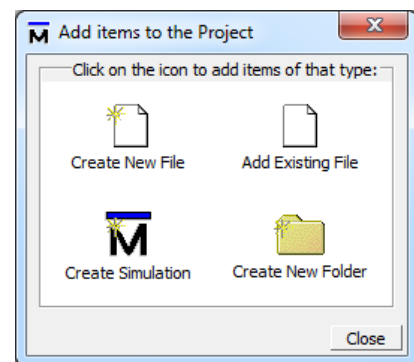 M Add items to the Project
Click on the icon to add items of that type:
Create New File Add Existing File
M
Create Simulation Create New Folder
Close